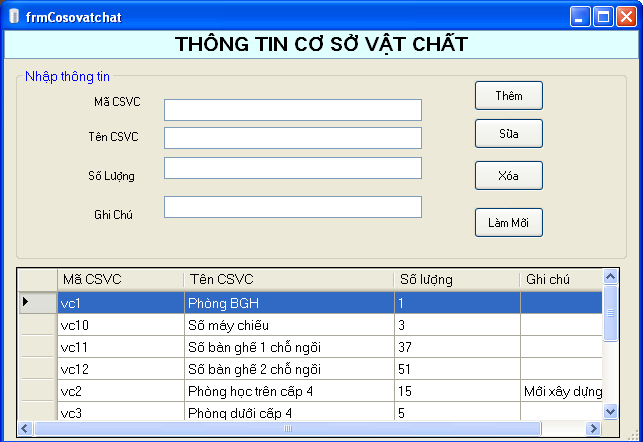 frmCosovatchat
THÔNG TIN CƠ SỞ VẬT CHẤT
Nhập thông tin
Mã CSVC
Thêm
Tên CSVC
Sữa
Số Lượng
Xóa
Ghi Chú
Làm Mới
Mã CSVC Tên CSVC Số lượng Ghi chú
vc1 Phòng BGH 1
vc10 Số máy chiếu 3
vc11 Số bàn ghế 1 chỗ ngồi 37
vc12 Số bàn ghế 2 chỗ ngồi 51
vc2 Phòng học trên cấp 4 15 Mới xây dựng
vc3 Phòng dưới cấp 4 5